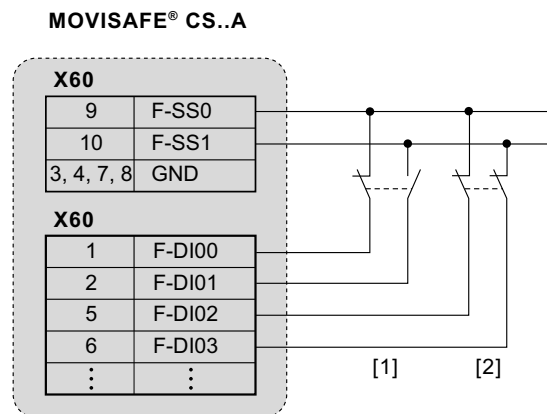 MOVISAFE® CS..A
X60
9 F-SS0
10 F-SS1
3, 4, 7, 8 GND
X60
1 F-DI00
2 F-DI01
5 F-DI02
6 F-DI03
⋮ ⋮
[1] [2]